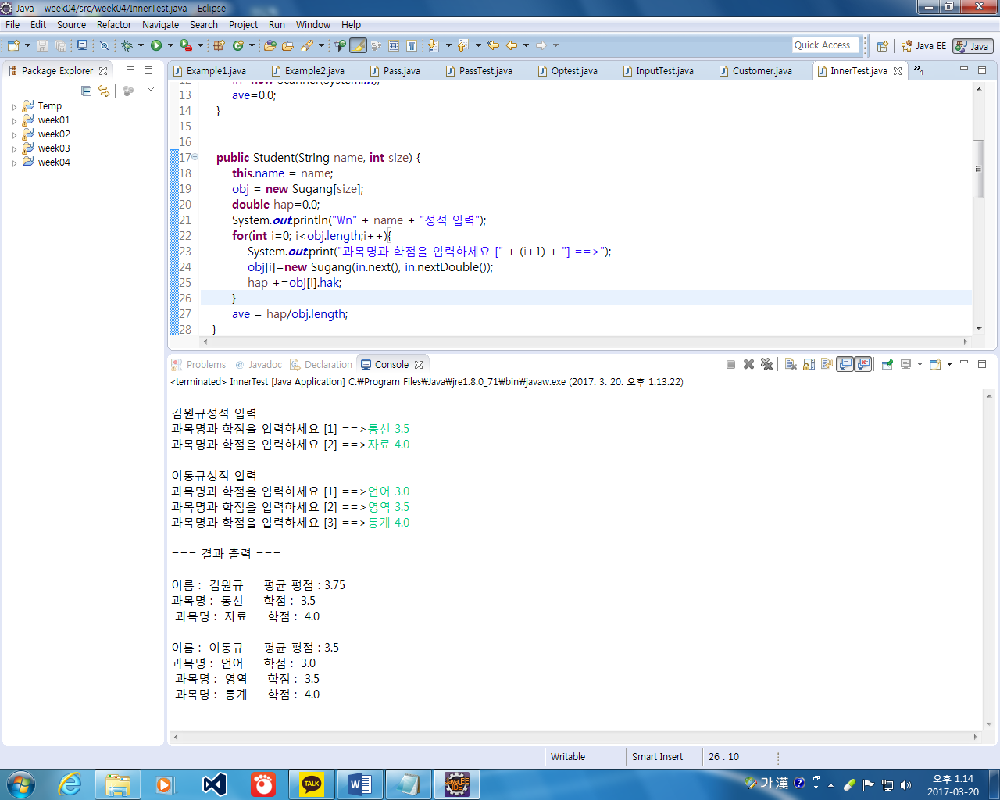 Java - week04/src/week04/InnerTest.java - Eclipse
File Edit Source Refactor Navigate Search Project Run Window Help
Quick Access Java EE Java
Package Explorer
Temp
week01
week02
week03
week04
Example1.java Example2.java Pass.java PassTest.java Optest.java InputTest.java Customer.java InnerTest.java »4
13 ave=0.0;
14 }
15
16
17 public Student(String name, int size) {
18 this.name = name;
19 obj = new Sugang[size];
20 double hap=0.0;
21 System.out.println("₩n" + name + "성적 입력");
22 for(int i=0; i<obj.length;i++){
23 System.out.print("과목명과 학점을 입력하세요 [" + (i+1) + "] ==>");
24 obj[i]=new Sugang(in.next(), in.nextDouble());
25 hap +=obj[i].hak;
26 }
27 ave = hap/obj.length;
28 }
Problems @ Javadoc Declaration Console
<terminated> InnerTest [Java Application] C:₩Program Files₩Java₩jre1.8.0_71₩bin₩javaw.exe (2017. 3. 20. 오후 1:13:22)
김원규성적 입력
과목명과 학점을 입력하세요 [1] ==>통신 3.5
과목명과 학점을 입력하세요 [2] ==>자료 4.0
이동규성적 입력
과목명과 학점을 입력하세요 [1] ==>언어 3.0
과목명과 학점을 입력하세요 [2] ==>영역 3.5
과목명과 학점을 입력하세요 [3] ==>통계 4.0
=== 결과 출력 ===
이름 : 김원규 평균 평점 : 3.75
과목명 : 통신 학점 : 3.5
과목명 : 자료 학점 : 4.0
이름 : 이동규 평균 평점 : 3.5
과목명 : 언어 학점 : 3.0
과목명 : 영역 학점 : 3.5
과목명 : 통계 학점 : 4.0
Writable Smart Insert 26 : 10
TALK
Java EE
IDE
가 漢
오후 1:14
2017-03-20